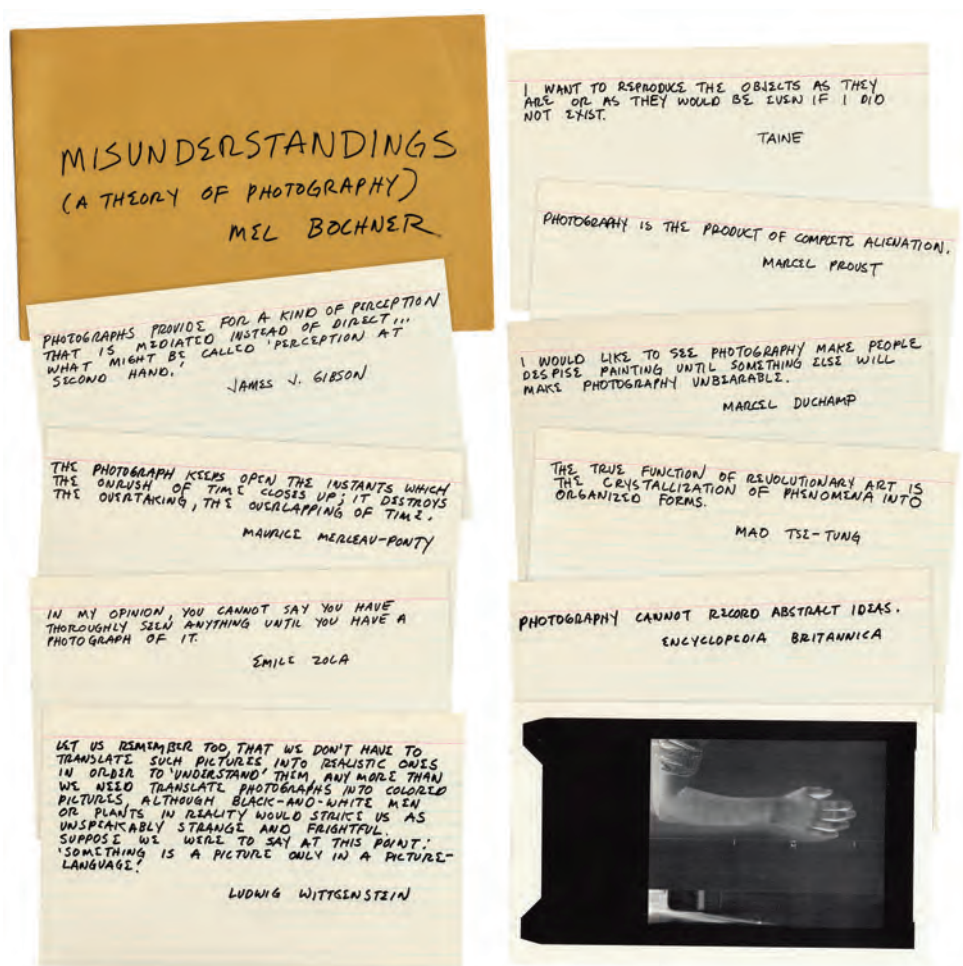 MISUNDERSTANDINGS
(A THEORY OF PHOTOGRAPHY)
MEL BOCHNER
PHOTOGRAPHS PROVIDE FOR A KIND OF PERCEPTION
THAT IS MEDIATED INSTEAD OF DIRECT...
WHAT MIGHT BE CALLED 'PERCEPTION AT
SECOND HAND.'
JAMES J. GIBSON
THE PHOTOGRAPH KEEPS OPEN THE INSTANTS WHICH
THE ONRUSH OF TIME CLOSES UP; IT DESTROYS
THE OVERTAKING, THE OVERLAPPING OF TIME.
MAURICE MERLEAU-PONTY
IN MY OPINION, YOU CANNOT SAY YOU HAVE
THOROUGHLY SEEN ANYTHING UNTIL YOU HAVE A
PHOTOGRAPH OF IT.
EMILE ZOLA
LET US REMEMBER TOO, THAT WE DON'T HAVE TO
TRANSLATE SUCH PICTURES INTO REALISTIC ONES
IN ORDER TO 'UNDERSTAND' THEM, ANY MORE THAN
WE NEED TRANSLATE PHOTOGRAPHS INTO COLORED
PICTURES, ALTHOUGH BLACK-AND-WHITE MEN
OR PLANTS IN REALITY WOULD STRIKE US AS
UNSPEAKABLY STRANGE AND FRIGHTFUL.
SUPPOSE WE WERE TO SAY AT THIS POINT:
'SOMETHING IS A PICTURE ONLY IN A PICTURE-
LANGUAGE.'
LUDWIG WITTGENSTEIN
I WANT TO REPRODUCE THE OBJECTS AS THEY
ARE OR AS THEY WOULD BE EVEN IF I DID
NOT EXIST.
TAINE
PHOTOGRAPHY IS THE PRODUCT OF COMPLETE ALIENATION.
MARCEL PROUST
I WOULD LIKE TO SEE PHOTOGRAPHY MAKE PEOPLE
DESPISE PAINTING UNTIL SOMETHING ELSE WILL
MAKE PHOTOGRAPHY UNBEARABLE.
MARCEL DUCHAMP
THE TRUE FUNCTION OF REVOLUTIONARY ART IS
THE CRYSTALLIZATION OF PHENOMENA INTO
ORGANIZED FORMS.
MAO TSE-TUNG
PHOTOGRAPHY CANNOT RECORD ABSTRACT IDEAS.
ENCYCLOPEDIA BRITANNICA